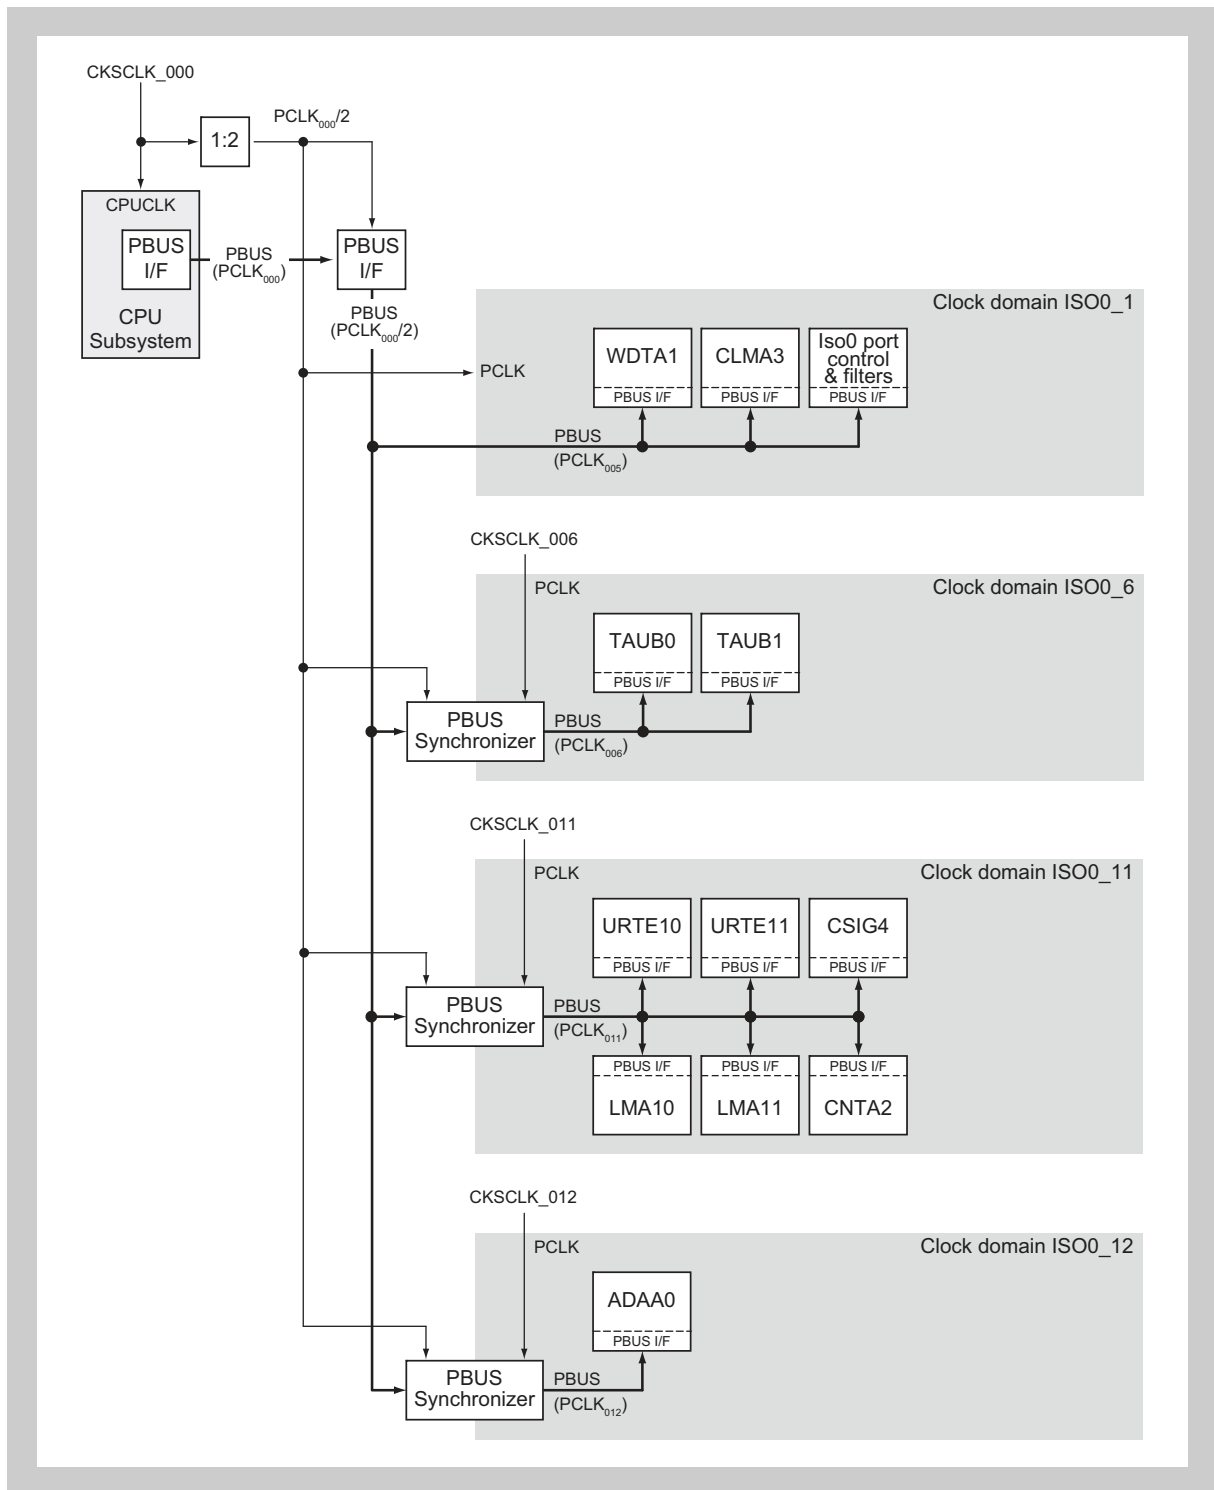 CKSCLK_000
PCLK000/2
1:2
CPUCLK
PBUS
I/F
PBUS
(PCLK000)
PBUS
I/F
CPU
Subsystem
PBUS
(PCLK000/2)
Clock domain ISO0_1
PCLK
WDTA1
PBUS I/F
CLMA3
PBUS I/F
Iso0 port
control
& filters
PBUS I/F
PBUS
(PCLK005)
CKSCLK_006
Clock domain ISO0_6
PCLK
TAUB0
PBUS I/F
TAUB1
PBUS I/F
PBUS
Synchronizer
PBUS
(PCLK006)
CKSCLK_011
Clock domain ISO0_11
PCLK
URTE10
PBUS I/F
URTE11
PBUS I/F
CSIG4
PBUS I/F
PBUS
Synchronizer
PBUS
(PCLK011)
PBUS I/F
LMA10
PBUS I/F
LMA11
PBUS I/F
CNTA2
CKSCLK_012
Clock domain ISO0_12
PCLK
ADAA0
PBUS I/F
PBUS
Synchronizer
PBUS
(PCLK012)